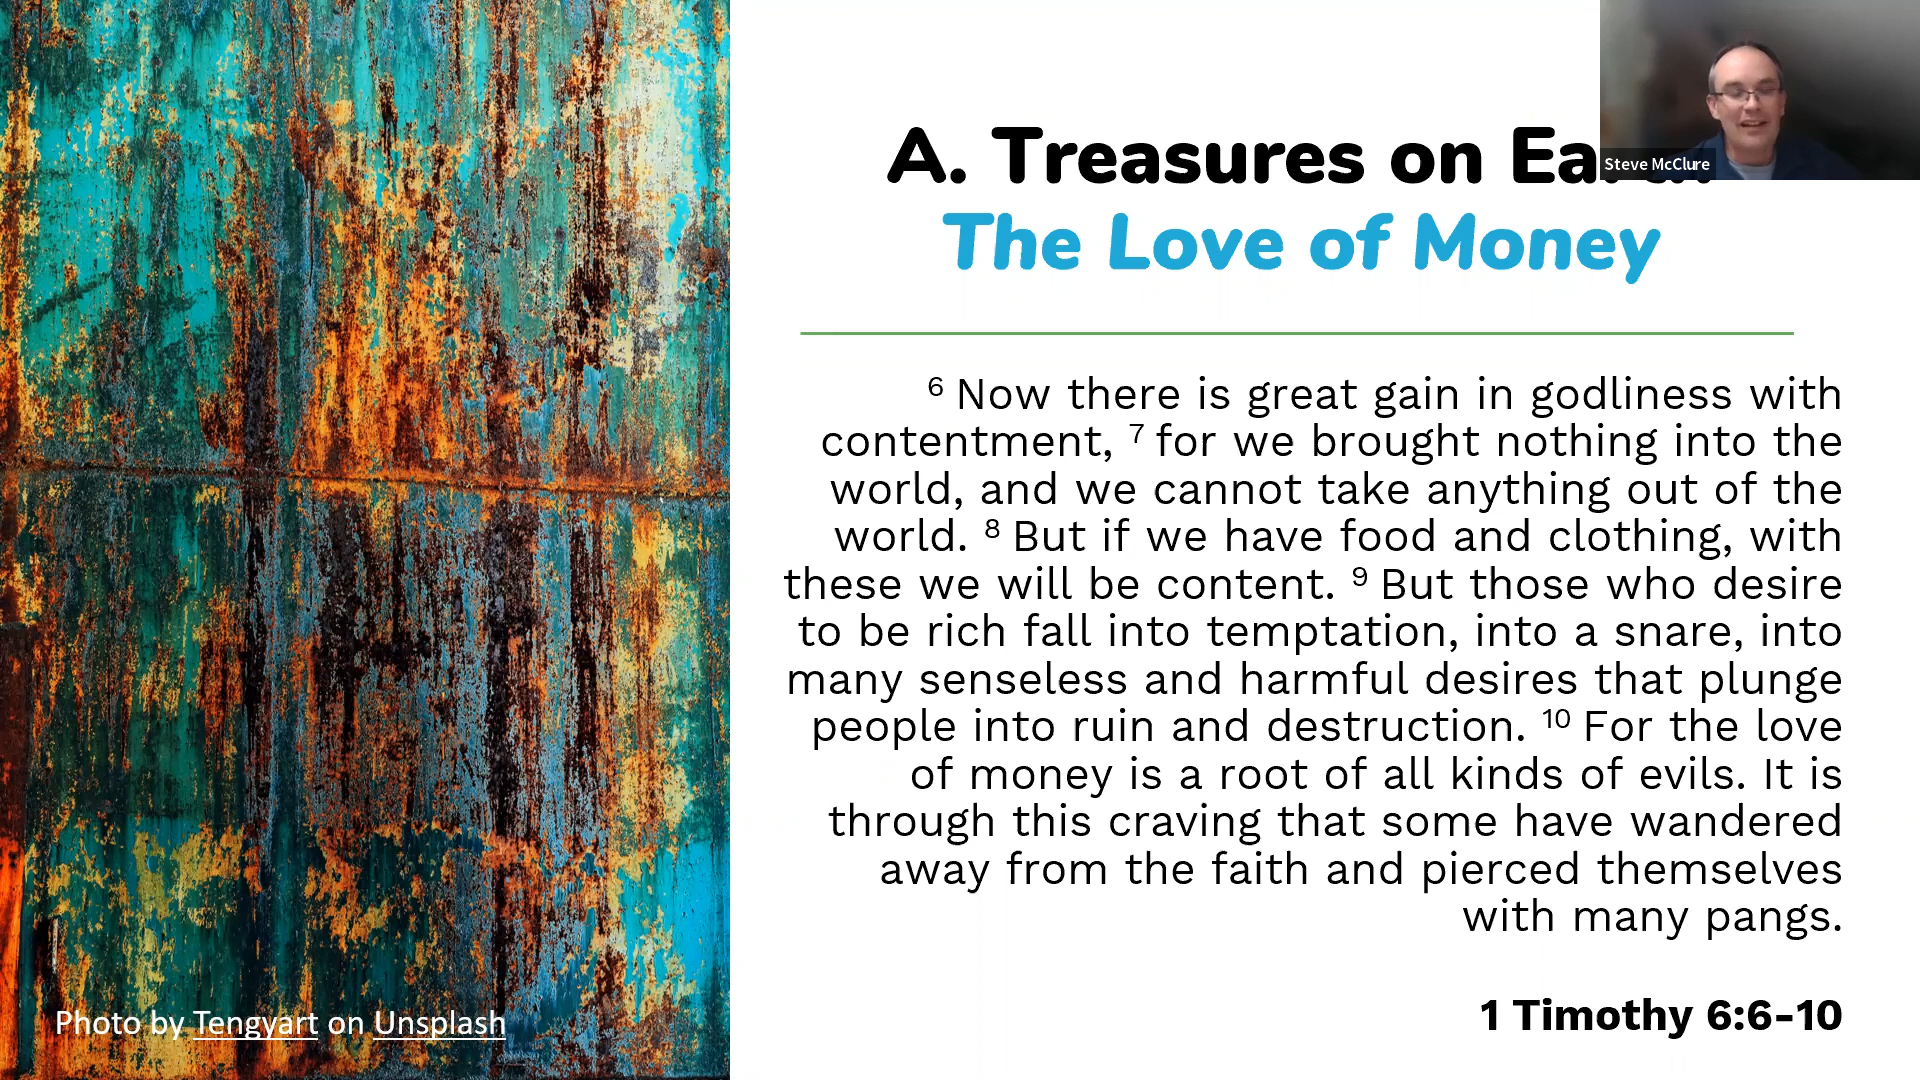 A. Treasures on
The Love of Money
Steve McClure
6 Now there is great gain in godliness with
contentment, 7 for we brought nothing into the
world, and we cannot take anything out of the
world. 8 But if we have food and clothing, with
these we will be content. 9 But those who desire
to be rich fall into temptation, into a snare, into
many senseless and harmful desires that plunge
people into ruin and destruction. 10 For the love
of money is a root of all kinds of evils. It is
through this craving that some have wandered
away from the faith and pierced themselves
with many pangs.
1 Timothy 6:6-10
Photo by Tengyart on Unsplash